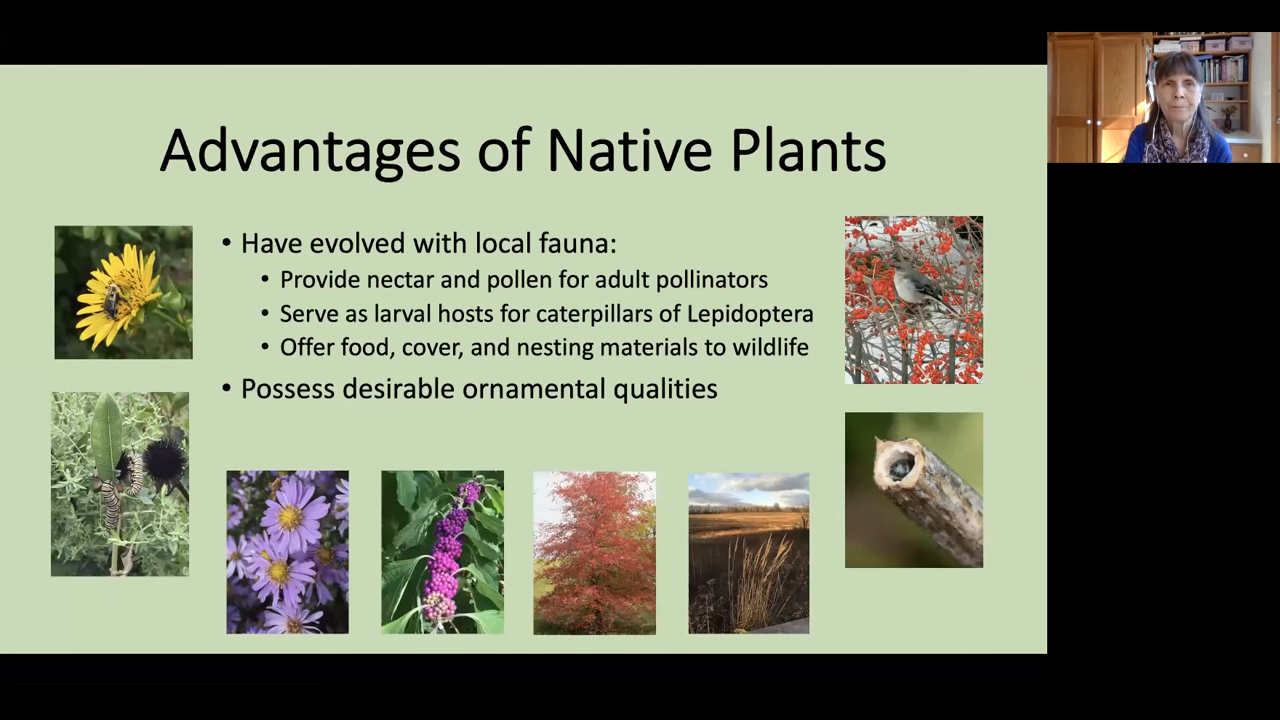 Advantages of Native Plants
• Have evolved with local fauna:
• Provide nectar and pollen for adult pollinators
• Serve as larval hosts for caterpillars of Lepidoptera
• Offer food, cover, and nesting materials to wildlife
• Possess desirable ornamental qualities